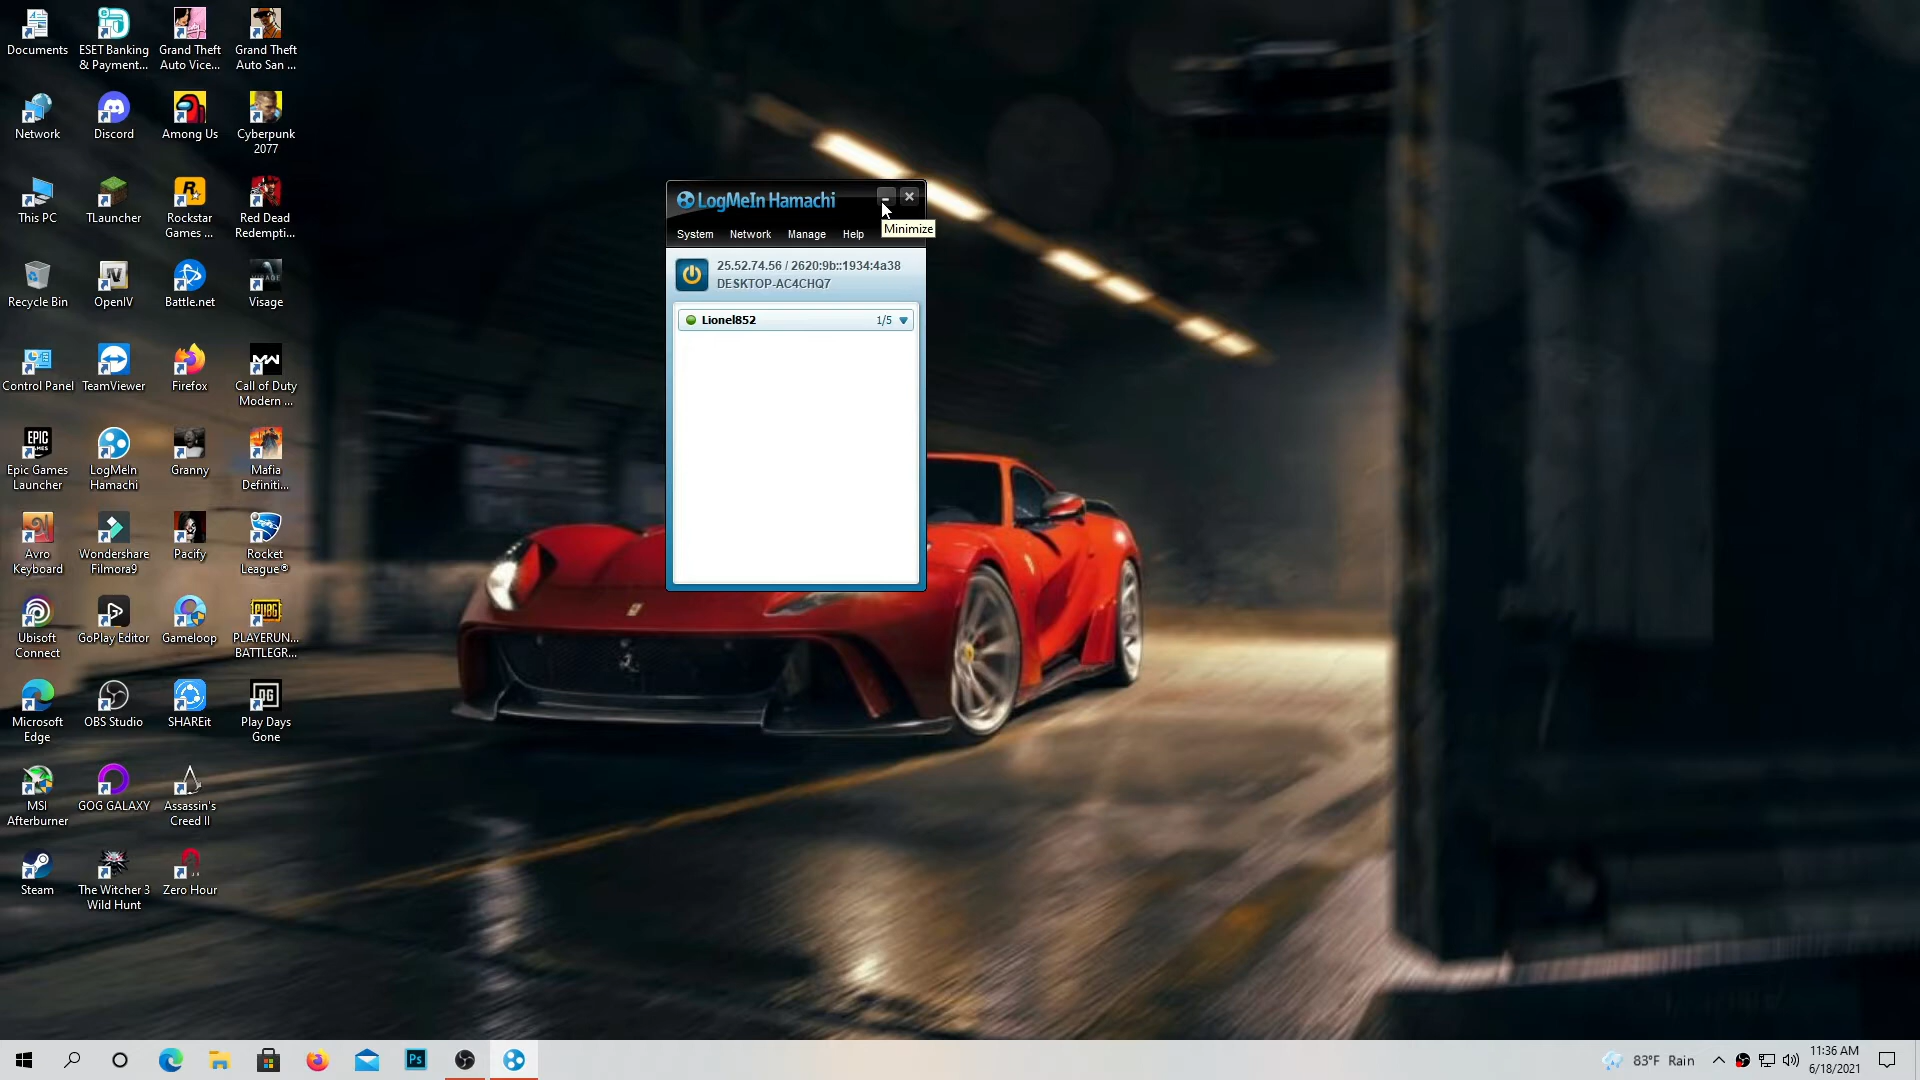 Documents
ESET Banking
& Payment...
Grand Theft
Auto Vice...
Grand Theft
Auto San ...
Network
Discord
Among Us
Cyberpunk
2077
This PC
TLauncher
Rockstar
Games ...
Red Dead
Redempti...
Recycle Bin
OpenIV
Battle.net
Visage
Control Panel
TeamViewer
Firefox
Call of Duty
Modern ...
Epic Games
Launcher
LogMeIn
Hamachi
Granny
Mafia
Definiti...
Avro
Keyboard
Wondershare
Filmora9
Pacify
Rocket
League®
Ubisoft
Connect
GoPlay Editor
Gameloop
PLAYERUN...
BATTLEGR...
Microsoft
Edge
OBS Studio
SHAREit
Play Days
Gone
MSI
Afterburner
GOG GALAXY
Assassin's
Creed II
Steam
The Witcher 3
Wild Hunt
Zero Hour
LogMeIn Hamachi
Minimize
System Network Manage Help
25.52.74.56 / 2620:9b::1934:4a38
DESKTOP-AC4CHQ7
Lionel852 1/5
83°F Rain
11:36 AM
6/18/2021